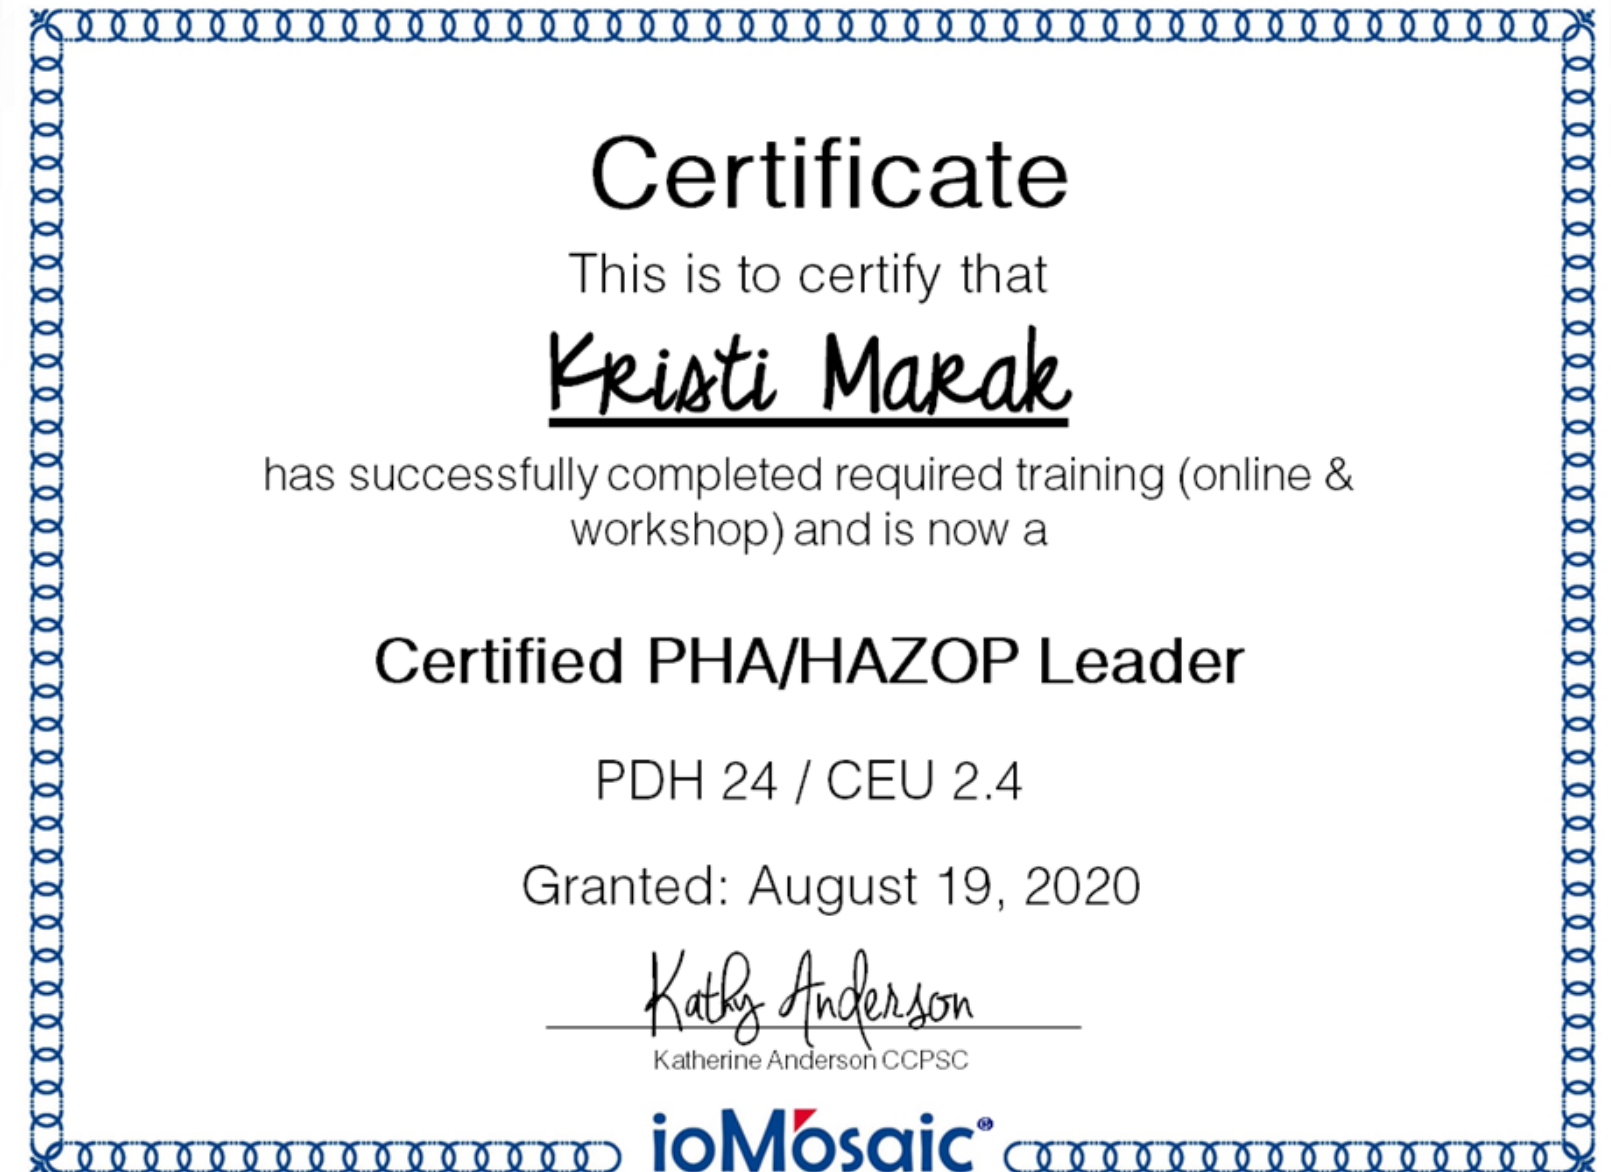 Certificate
This is to certify that
Kristi Marak
has successfully completed required training (online &
workshop) and is now a
Certified PHA/HAZOP Leader
PDH 24 / CEU 2.4
Granted: August 19, 2020
Kathy Anderson
Katherine Anderson CCPSC
ioMosaic®